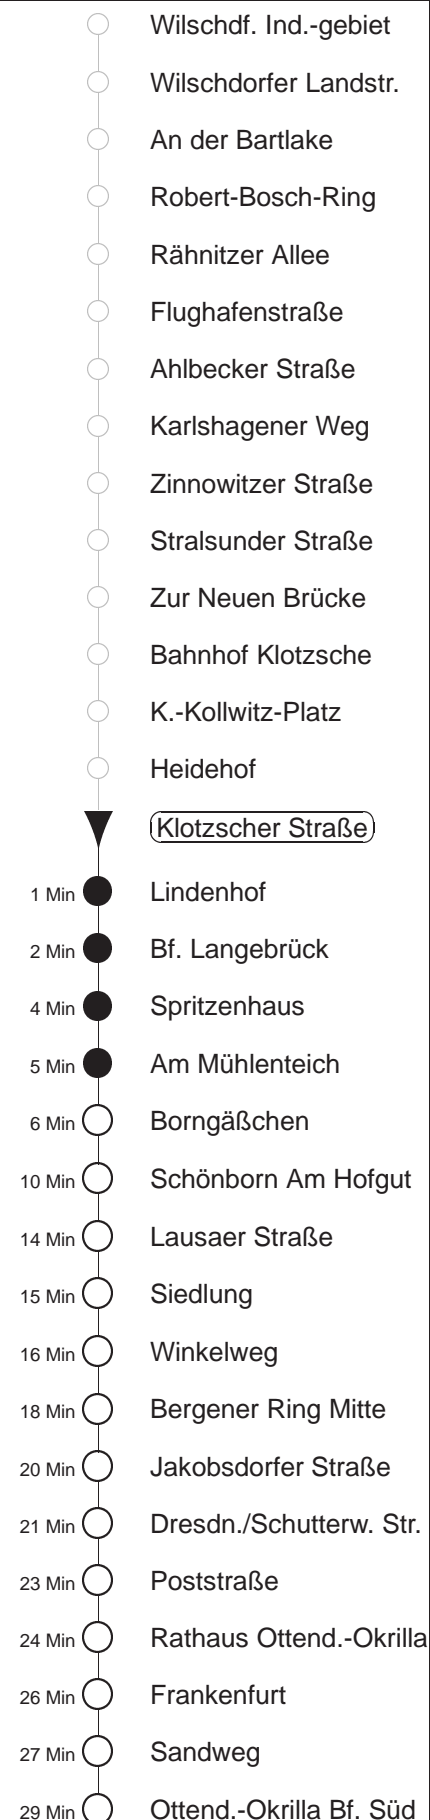 Wilschdf. Ind.-gebiet
Wilschdorfer Landstr.
An der Bartlake
Robert-Bosch-Ring
Rähnitzer Allee
Flughafenstraße
Ahlbecker Straße
Karlshagener Weg
Zinnowitzer Straße
Stralsunder Straße
Zur Neuen Brücke
Bahnhof Klotzsche
K.-Kollwitz-Platz
Heidehof
Klotzscher Straße
1 Min Lindenhof
2 Min Bf. Langebrück
4 Min Spritzenhaus
5 Min Am Mühlenteich
6 Min Borngäßchen
10 Min Schönborn Am Hofgut
14 Min Lausaer Straße
15 Min Siedlung
16 Min Winkelweg
18 Min Bergener Ring Mitte
20 Min Jakobsdorfer Straße
21 Min Dresdn./Schutterw. Str.
23 Min Poststraße
24 Min Rathaus Ottend.-Okrilla
26 Min Frankenfurt
27 Min Sandweg
29 Min Ottend.-Okrilla Bf. Süd